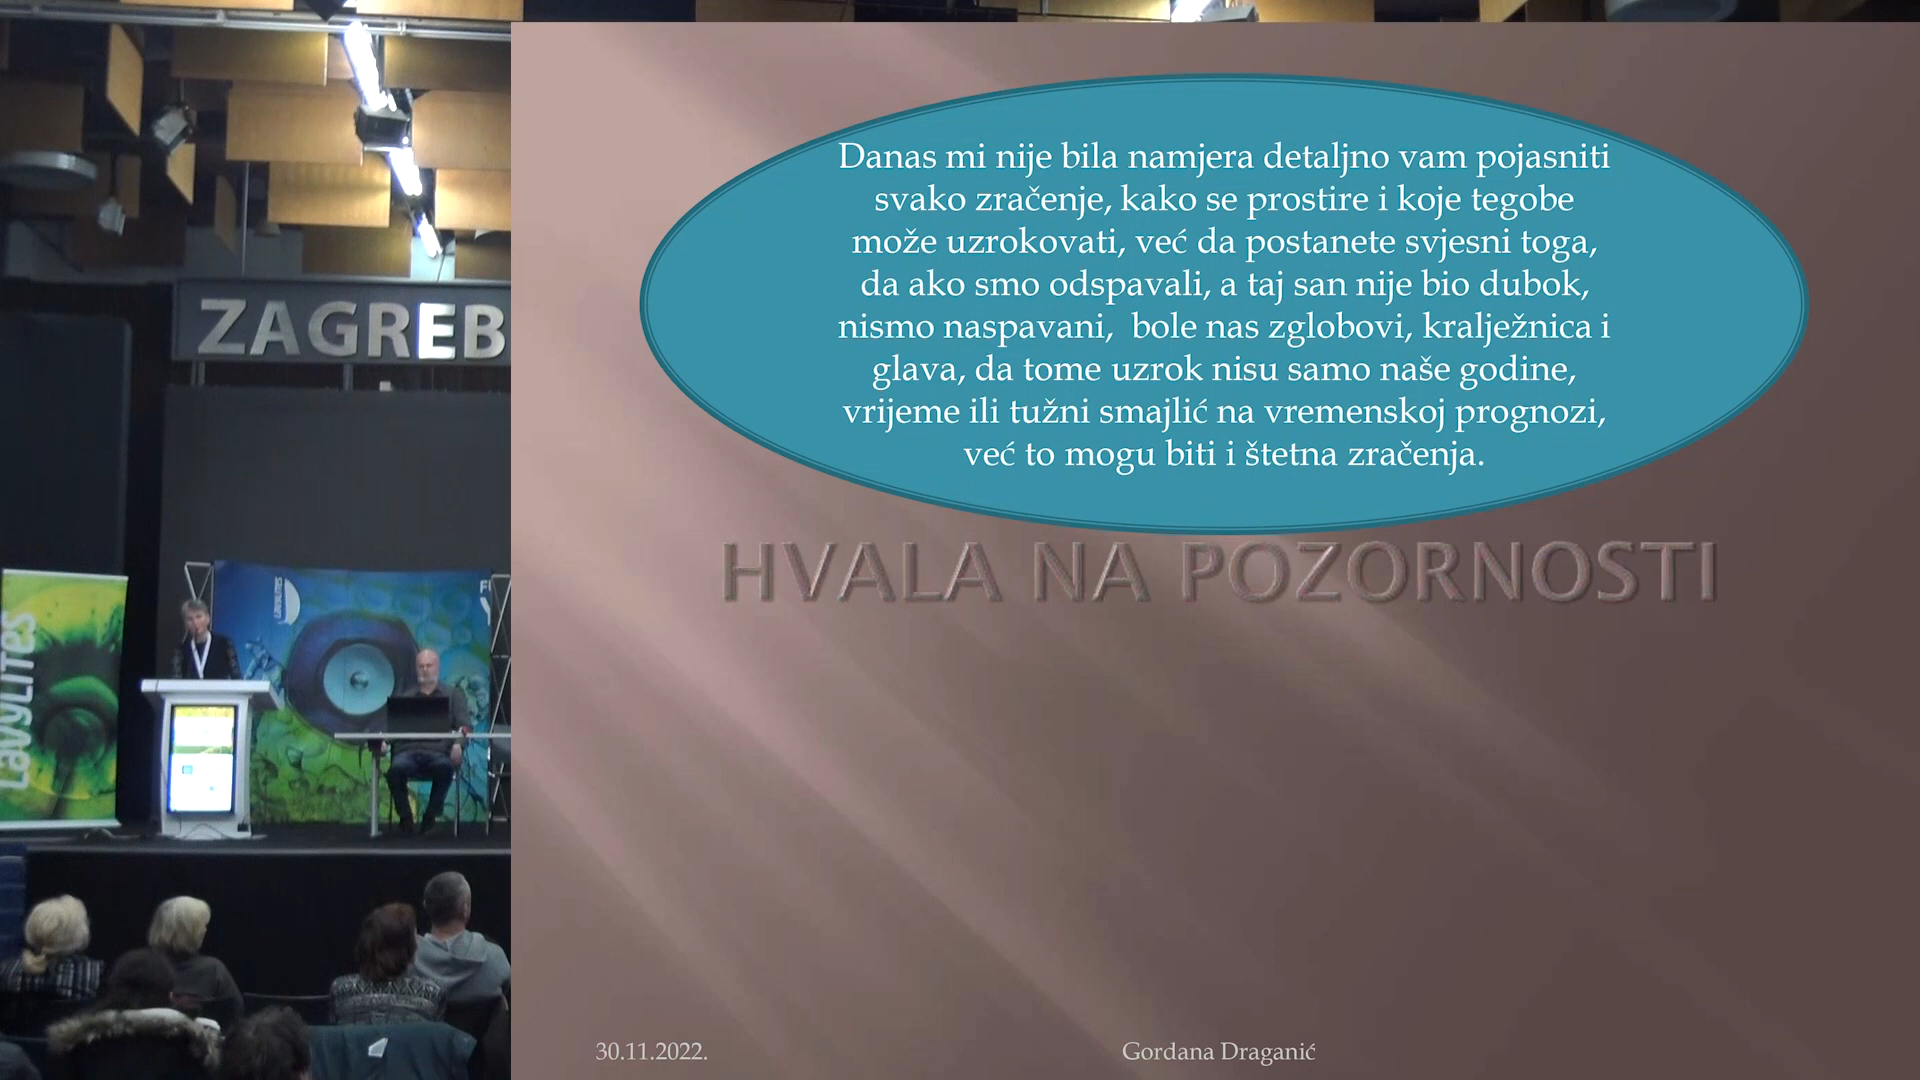 ZAGREB
Lavylites
LAVYLITES
Danas mi nije bila namjera detaljno vam pojasniti
svako zračenje, kako se prostire i koje tegobe
može uzrokovati, već da postanete svjesni toga,
da ako smo odspavali, a taj san nije bio dubok,
nismo naspavani,  bole nas zglobovi, kralježnica i
glava, da tome uzrok nisu samo naše godine,
vrijeme ili tužni smajlić na vremenskoj prognozi,
već to mogu biti i štetna zračenja.
HVALA NA POZORNOSTI
30.11.2022.
Gordana Draganić